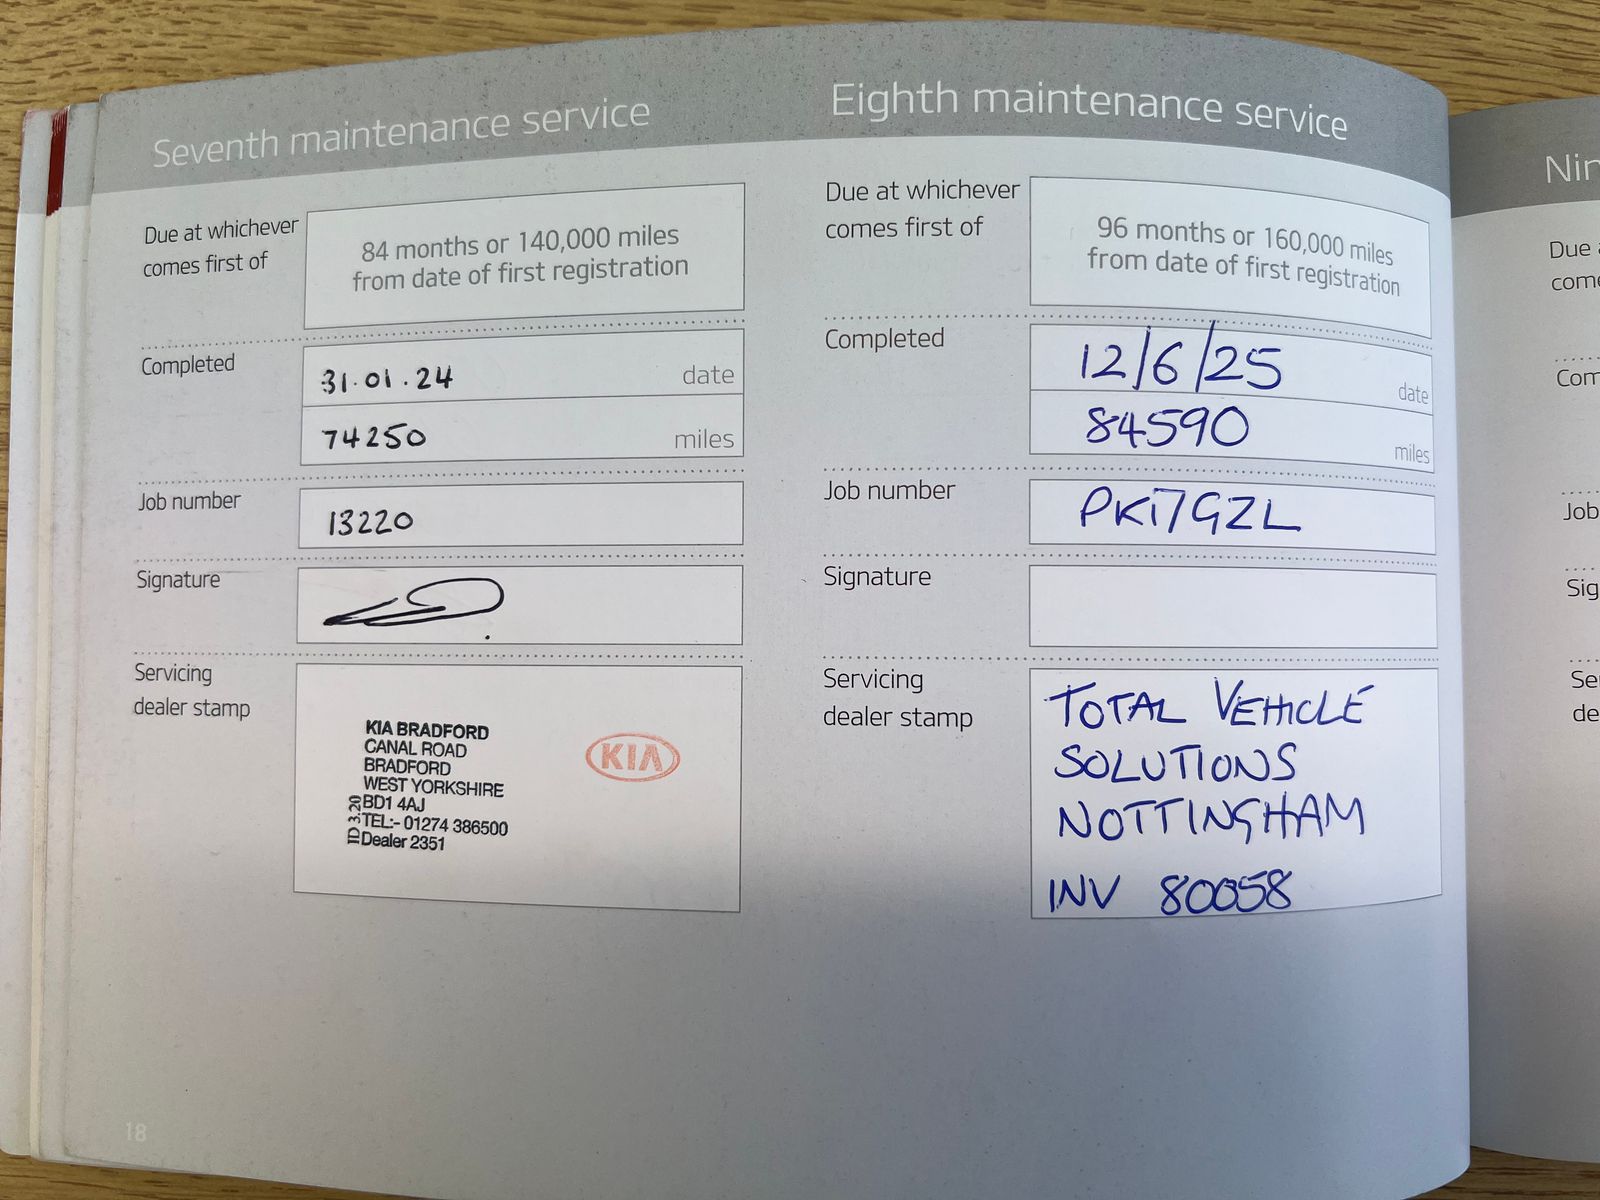 Seventh maintenance service
Due at whichever
comes first of
84 months or 140,000 miles
from date of first registration
Completed
31.01.24
date
74250
miles
Job number
13220
Signature
Servicing
dealer stamp
KIA BRADFORD
CANAL ROAD
BRADFORD
WEST YORKSHIRE
BD1 4AJ
TEL:- 01274 386500
Dealer 2351
TD 3.20
KIA
18
Eighth maintenance service
Due at whichever
comes first of
96 months or 160,000 miles
from date of first registration
Completed
12/6/25
date
84590
miles
Job number
PK17GZL
Signature
Servicing
dealer stamp
TOTAL VEHICLE
SOLUTIONS
NOTTINGHAM
INV 80058
Nin
Due
com
Com
Job
Sig
Se
de